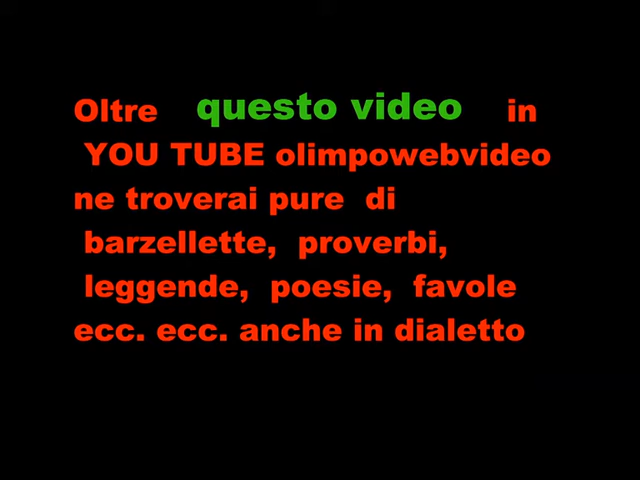 Oltre questo video in
YOU TUBE olimpowebvideo
ne troverai pure di
barzellette, proverbi,
leggende, poesie, favole
ecc. ecc. anche in dialetto